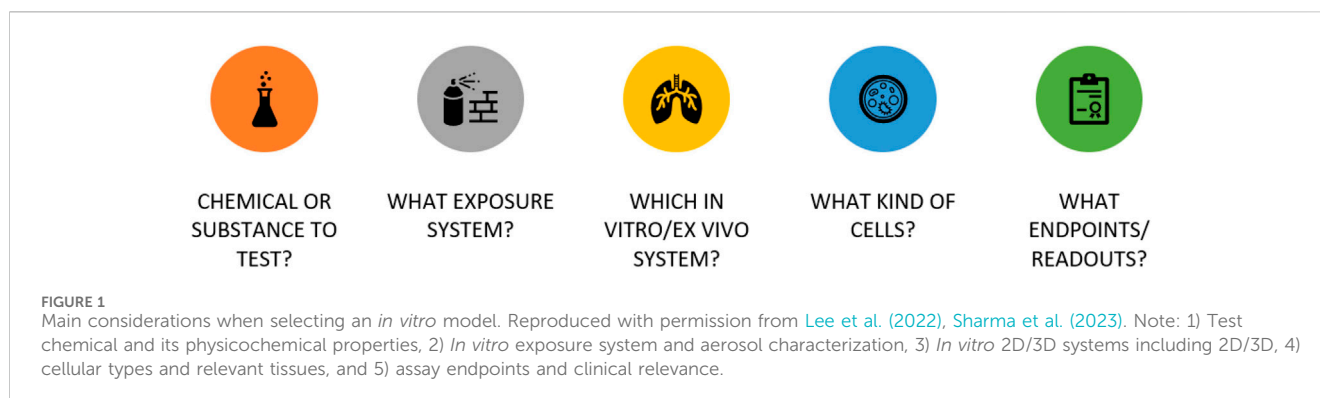 CHEMICAL OR
SUBSTANCE TO
TEST?
WHAT EXPOSURE
SYSTEM?
WHICH IN
VITRO/EX VIVO
SYSTEM?
WHAT KIND OF
CELLS?
WHAT
ENDPOINTS/
READOUTS?
FIGURE 1
Main considerations when selecting an in vitro model. Reproduced with permission from Lee et al. (2022), Sharma et al. (2023). Note: 1) Test
chemical and its physicochemical properties, 2) In vitro exposure system and aerosol characterization, 3) In vitro 2D/3D systems including 2D/3D, 4)
cellular types and relevant tissues, and 5) assay endpoints and clinical relevance.